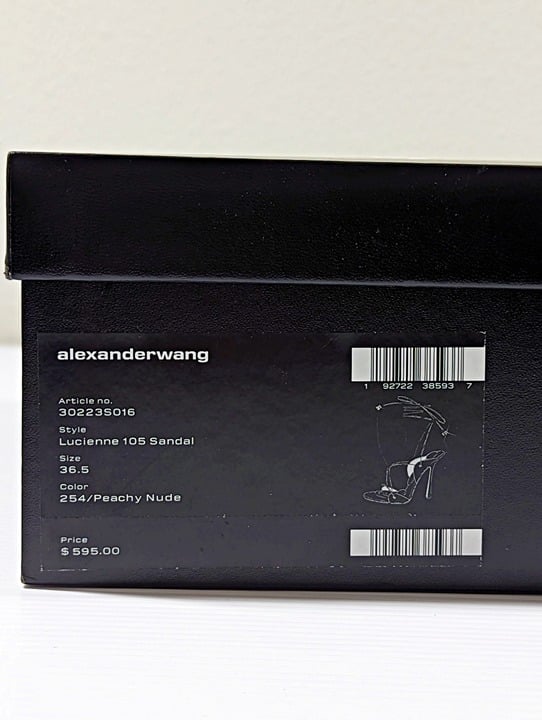 alexanderwang
1 92722 38593 7
Article no.
30223S016
Style
Lucienne 105 Sandal
Size
36.5
Color
254/Peachy Nude
Price
$ 595.00